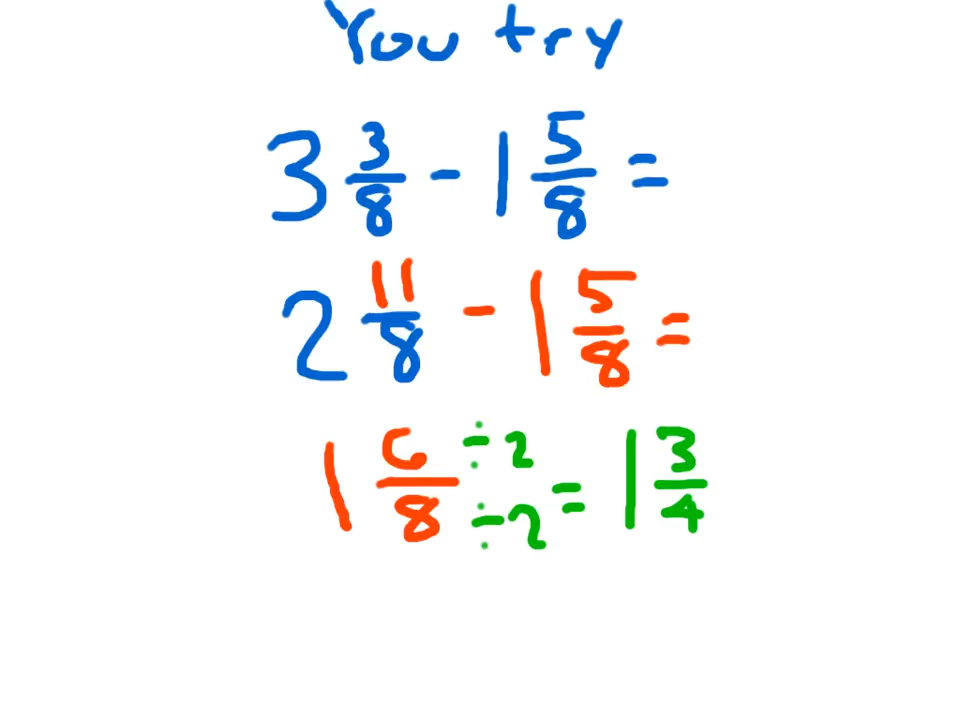 You try
3 3/8 - 1 5/8 =
2 11/8 - 1 5/8 =
1 6/8 ÷2/÷2 = 1 3/4